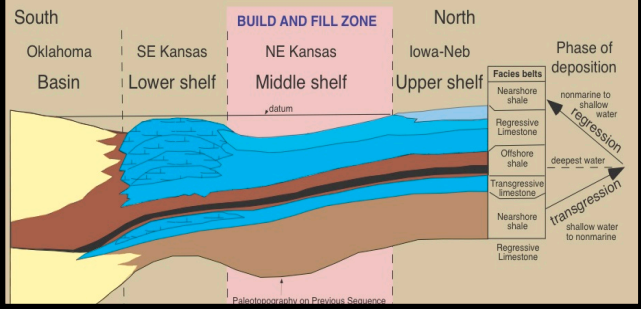 South
BUILD AND FILL ZONE
North
Oklahoma
SE Kansas
NE Kansas
Iowa-Neb
Basin
Lower shelf
Middle shelf
Upper shelf
datum
Facies belts
Nearshore
shale
Regressive
Limestone
Offshore
shale
Transgressive
limestone
Nearshore
shale
Regressive
Limestone
Phase of
deposition
nonmarine to
shallow
water
regression
deepest water
transgression
shallow water
to nonmarine
Paleotopography on Previous Sequence